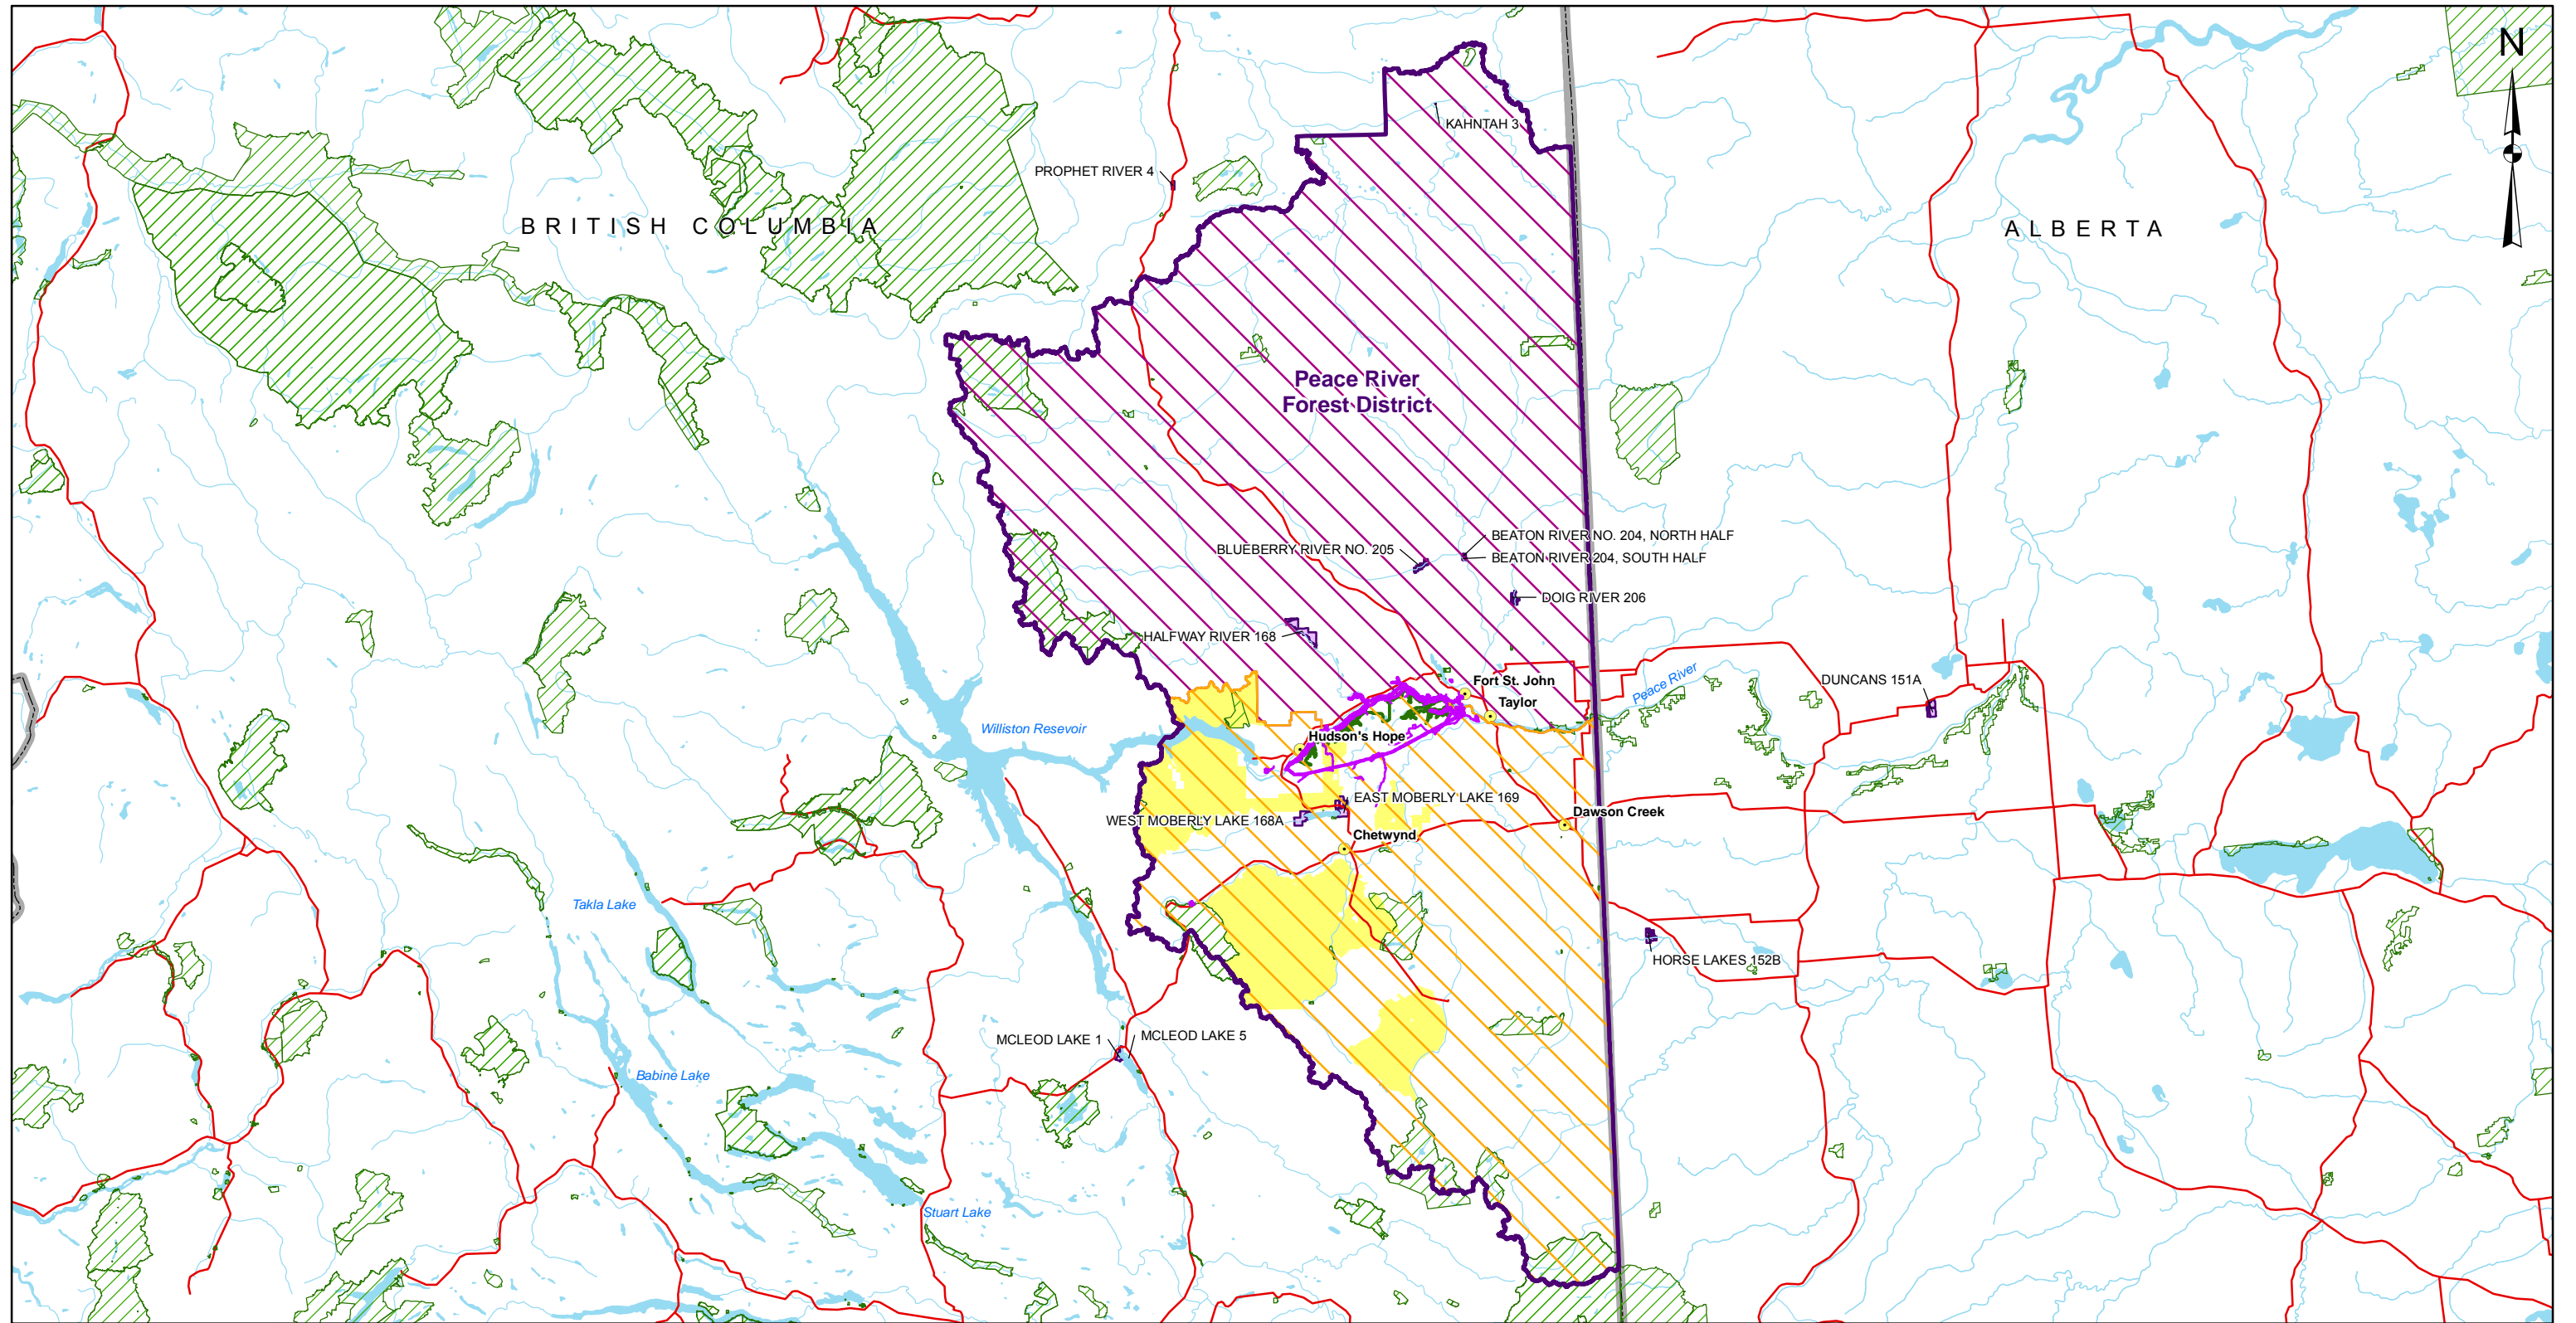 N
KAHNTAH 3
PROPHET RIVER 4
BRITISH COLUMBIA
ALBERTA
Peace River
Forest District
BEATON RIVER NO. 204, NORTH HALF
BLUEBERRY RIVER NO. 205
BEATON RIVER 204, SOUTH HALF
DOIG RIVER 206
HALFWAY RIVER 168
Fort St. John
Peace River
DUNCANS 151A
Taylor
Williston Resevoir
Hudson's Hope
EAST MOBERLY LAKE 169
WEST MOBERLY LAKE 168A
Dawson Creek
Chetwynd
Takla Lake
HORSE LAKES 152B
MCLEOD LAKE 1
MCLEOD LAKE 5
Babine Lake
Stuart Lake